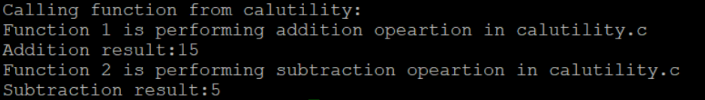 Calling function from calutility:
Function 1 is performing addition opeartion in calutility.c
Addition result:15
Function 2 is performing subtraction opeartion in calutility.c
Subtraction result:5